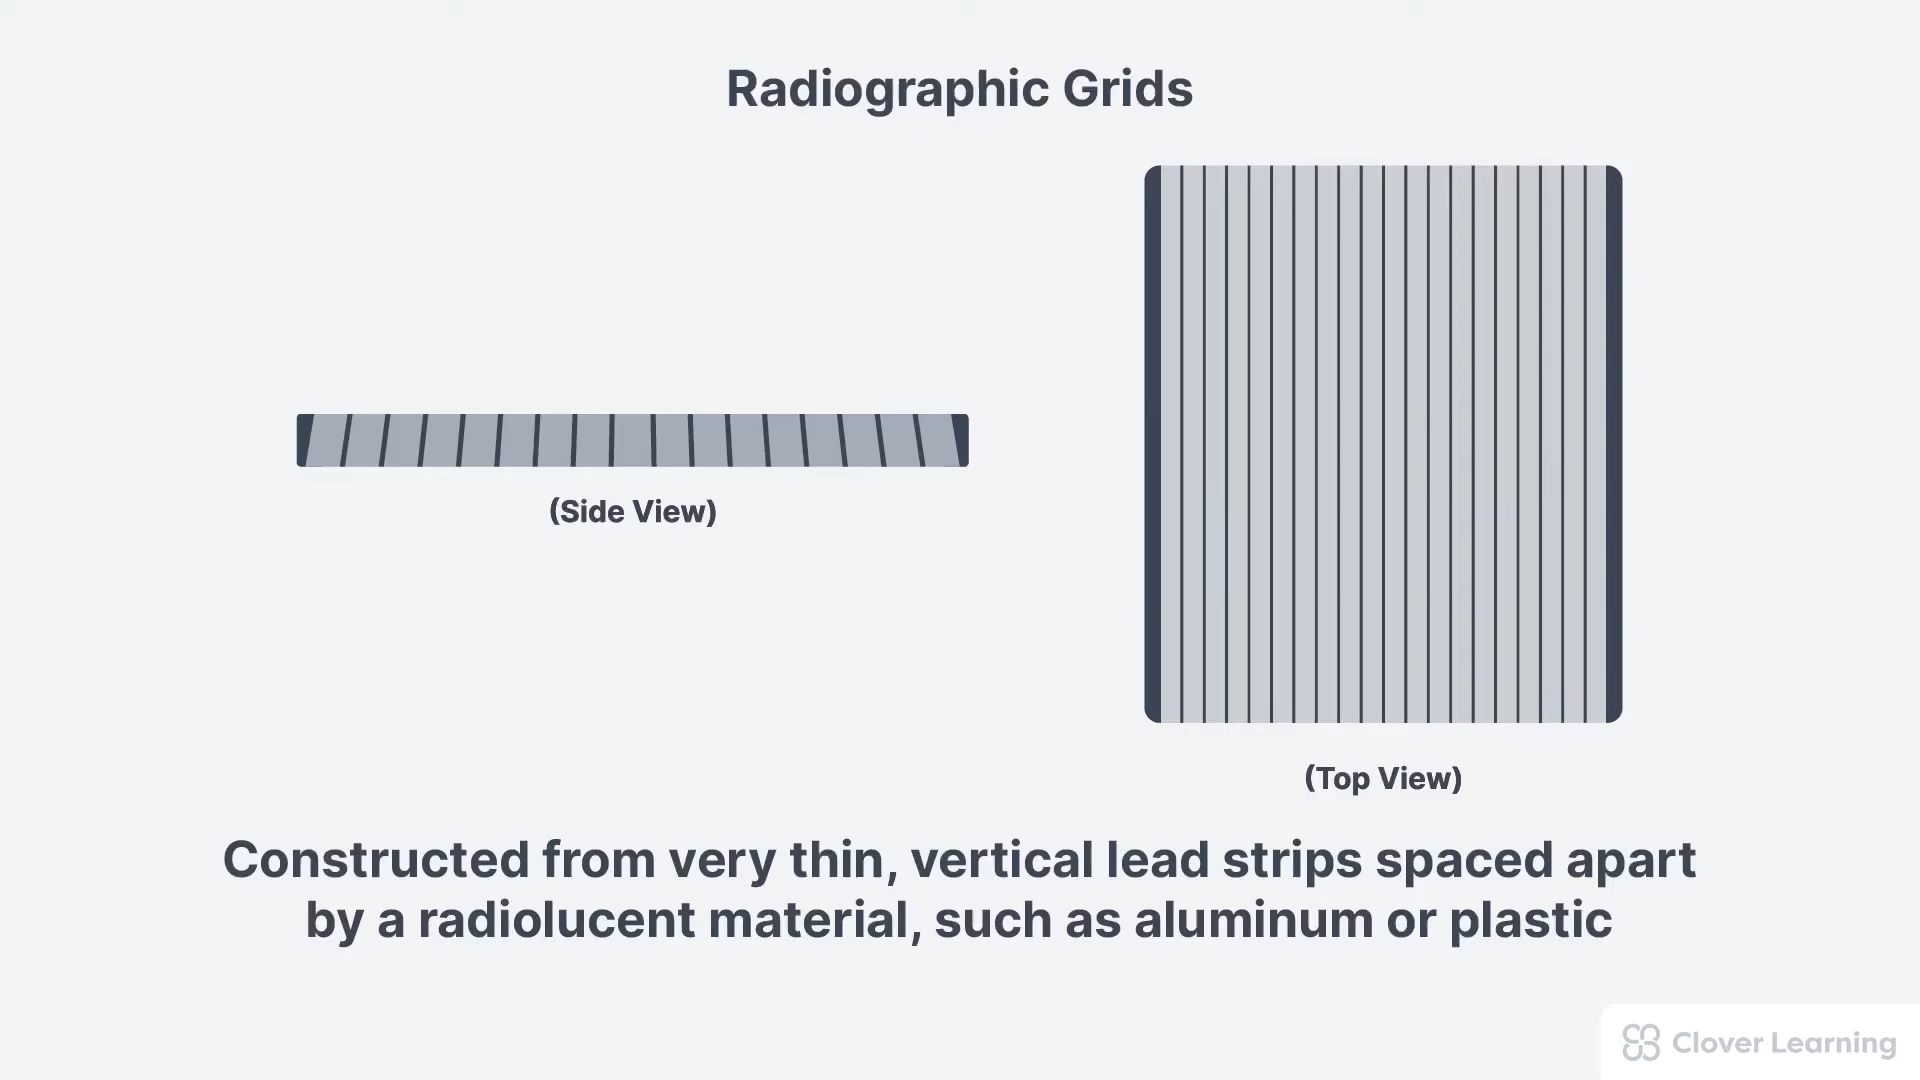 Radiographic Grids
(Side View)
(Top View)
Constructed from very thin, vertical lead strips spaced apart
by a radiolucent material, such as aluminum or plastic
Clover Learning